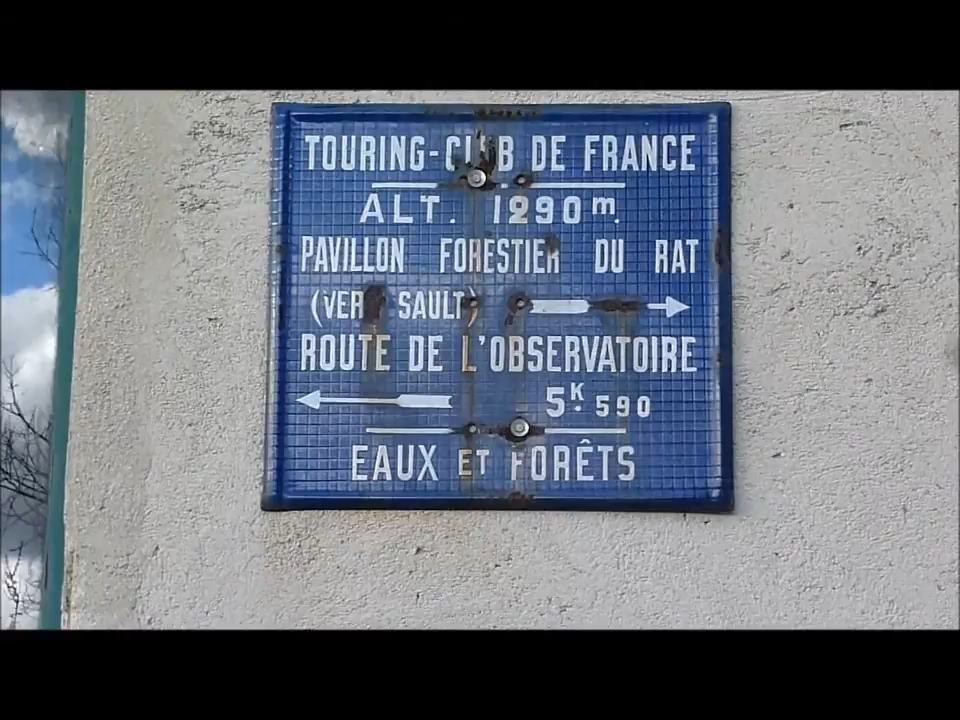 TOURING-CLUB DE FRANCE
ALT. 1290 m.
PAVILLON FORESTIER DU RAT
(VERS SAULT) →
ROUTE DE L'OBSERVATOIRE
← 5K. 590
EAUX ET FORÊTS